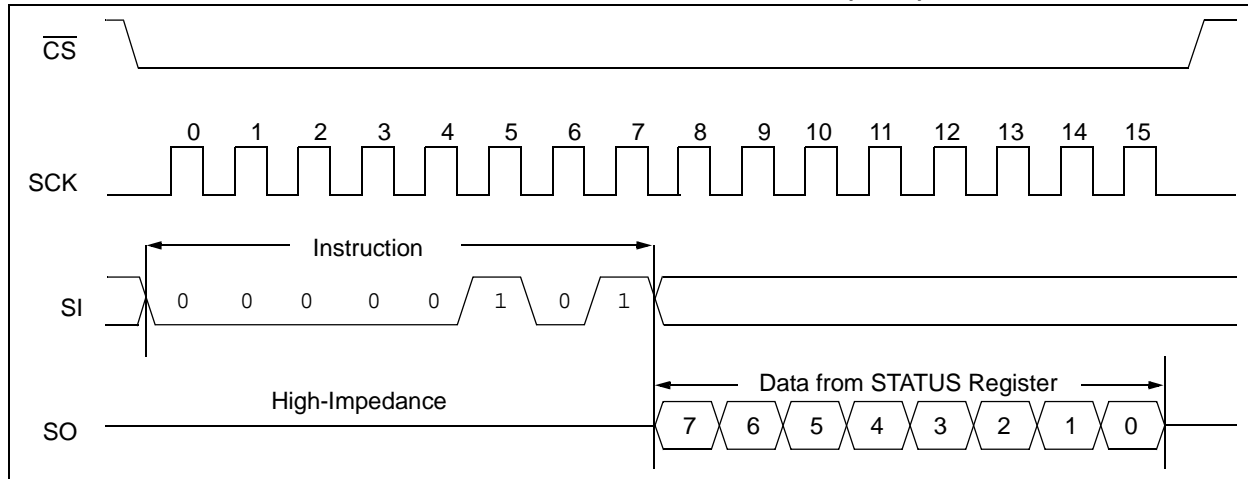 CS
0 1 2 3 4 5 6 7 8 9 10 11 12 13 14 15
SCK
Instruction
SI 0 0 0 0 0 1 0 1
Data from STATUS Register
High-Impedance
SO 7 6 5 4 3 2 1 0